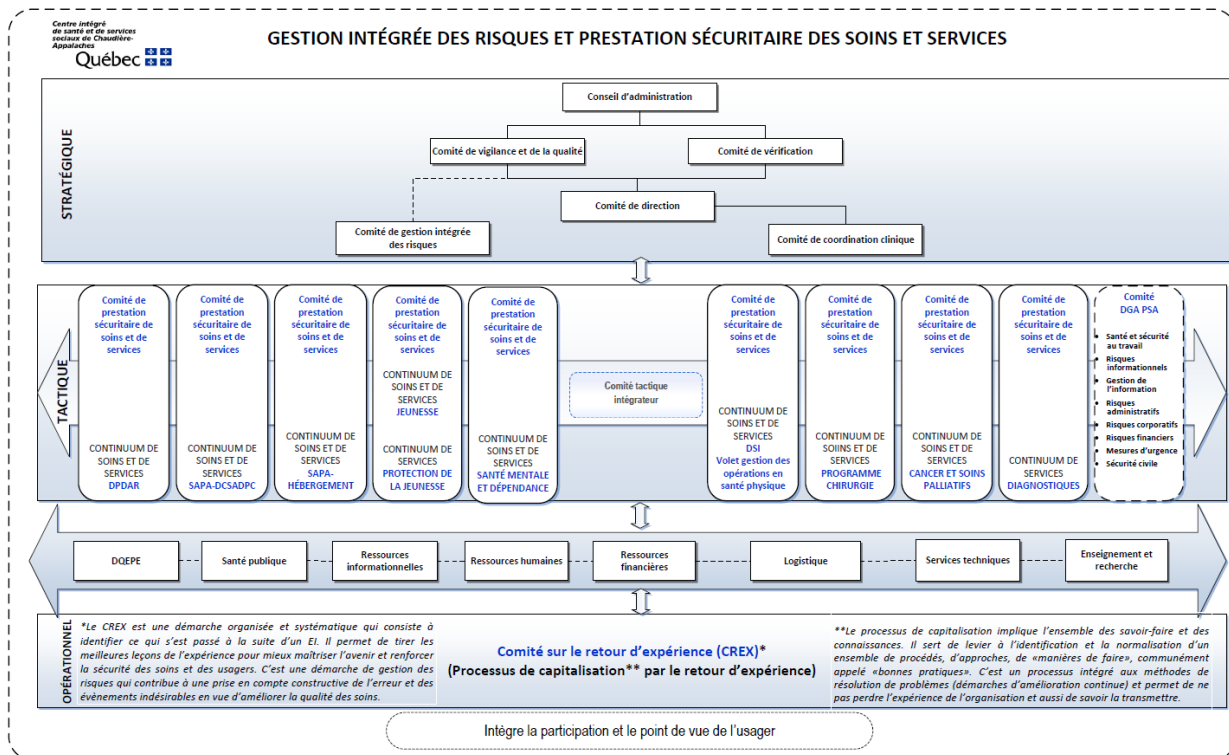 Centre intégré
de santé et de services
sociaux de Chaudière-
Appalaches
Québec
GESTION INTÉGRÉE DES RISQUES ET PRESTATION SÉCURITAIRE DES SOINS ET SERVICES
STRATÉGIQUE
Conseil d'administration
Comité de vigilance et de la qualité
Comité de vérification
Comité de direction
Comité de gestion intégrée
des risques
Comité de coordination clinique
TACTIQUE
Comité de
prestation
sécuritaire de
soins et de
services
CONTINUUM DE
SOINS ET DE
SERVICES
DPDAR
Comité de
prestation
sécuritaire de
soins et de
services
CONTINUUM DE
SOINS ET DE
SERVICES
SAPA-DCSADPC
Comité de
prestation
sécuritaire de
soins et de
services
CONTINUUM DE
SOINS ET DE
SERVICES
SAPA-
HÉBERGEMENT
Comité de
prestation
sécuritaire de
soins et de
services
CONTINUUM DE
SOINS ET DE
SERVICES
JEUNESSE
CONTINUUM DE
SERVICES
PROTECTION DE
LA JEUNESSE
Comité de
prestation
sécuritaire de
soins et de
services
CONTINUUM DE
SOINS ET DE
SERVICES
SANTÉ MENTALE
ET DÉPENDANCE
Comité tactique
intégrateur
Comité de
prestation
sécuritaire de
soins et de
services
CONTINUUM DE
SOINS ET DE
SERVICES
DSI
Volet gestion des
opérations en
santé physique
Comité de
prestation
sécuritaire de
soins et de
services
CONTINUUM DE
SOINS ET DE
SERVICES
PROGRAMME
CHIRURGIE
Comité de
prestation
sécuritaire de
soins et de
services
CONTINUUM DE
SOINS ET DE
SERVICES
CANCER ET SOINS
PALLIATIFS
Comité de
prestation
sécuritaire de
soins et de
services
CONTINUUM DE SERVICES
DIAGNOSTIQUES
Comité
DGA PSA
• Santé et sécurité
au travail
• Risques
informationnels
• Gestion de
l'information
• Risques
administratifs
• Risques corporatifs
• Risques financiers
• Mesures d'urgence
• Sécurité civile
DQEPE
Santé publique
Ressources
informationnelles
Ressources humaines
Ressources
financières
Logistique
Services techniques
Enseignement et
recherche
OPÉRATIONNEL
*Le CREX est une démarche organisée et systématique qui consiste à
identifier ce qui s'est passé à la suite d'un EI. Il permet de tirer les
meilleures leçons de l'expérience pour mieux maîtriser l'avenir et renforcer
la sécurité des soins et des usagers. C'est une démarche de gestion des
risques qui contribue à une prise en compte constructive de l'erreur et des
évènements indésirables en vue d'améliorer la qualité des soins.
Comité sur le retour d'expérience (CREX)*
(Processus de capitalisation** par le retour d'expérience)
**Le processus de capitalisation implique l'ensemble des savoir-faire et des
connaissances. Il sert de levier à l'identification et la normalisation d'un
ensemble de procédés, d'approches, de «manières de faire», communément
appelé «bonnes pratiques». C'est un processus intégré aux méthodes de
résolution de problèmes (démarches d'amélioration continue) et permet de ne
pas perdre l'expérience de l'organisation et aussi de savoir la transmettre.
Intègre la participation et le point de vue de l'usager